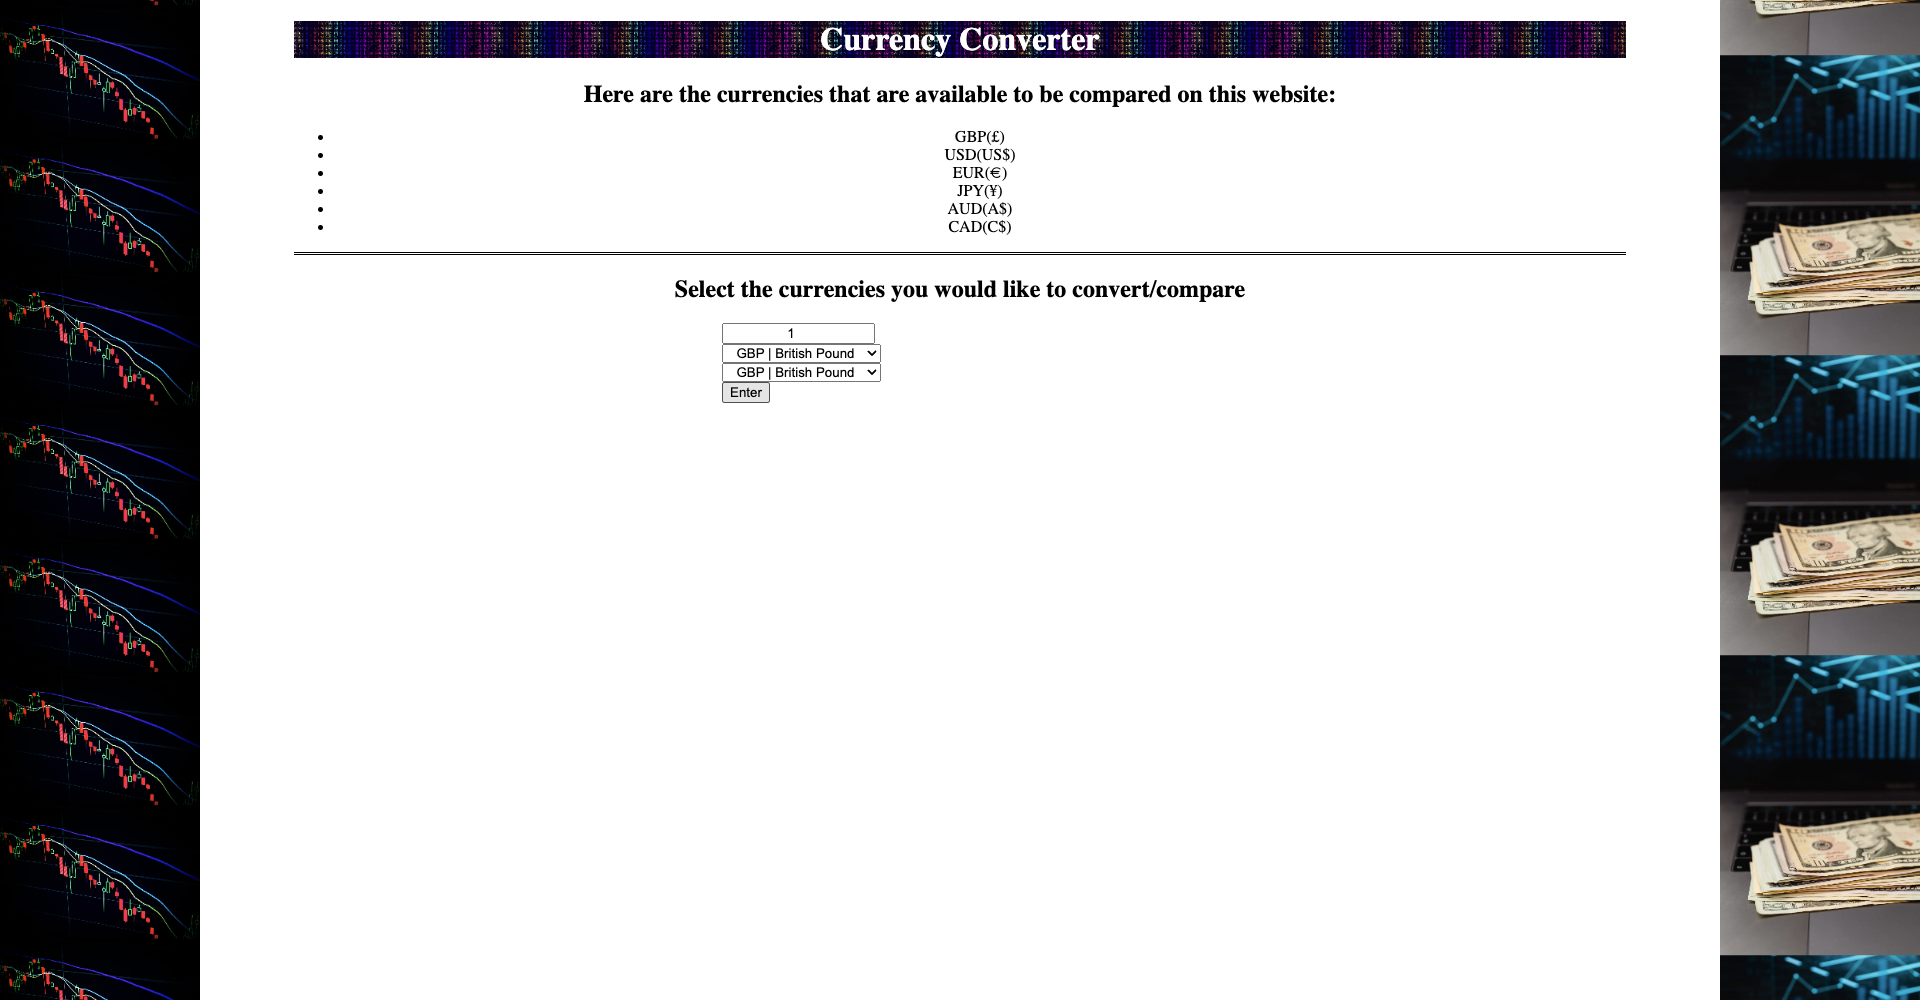 Currency Converter
Here are the currencies that are available to be compared on this website:
GBP(£)
USD(US$)
EUR(€)
JPY(¥)
AUD(A$)
CAD(C$)
Select the currencies you would like to convert/compare
1
GBP | British Pound
GBP | British Pound
Enter